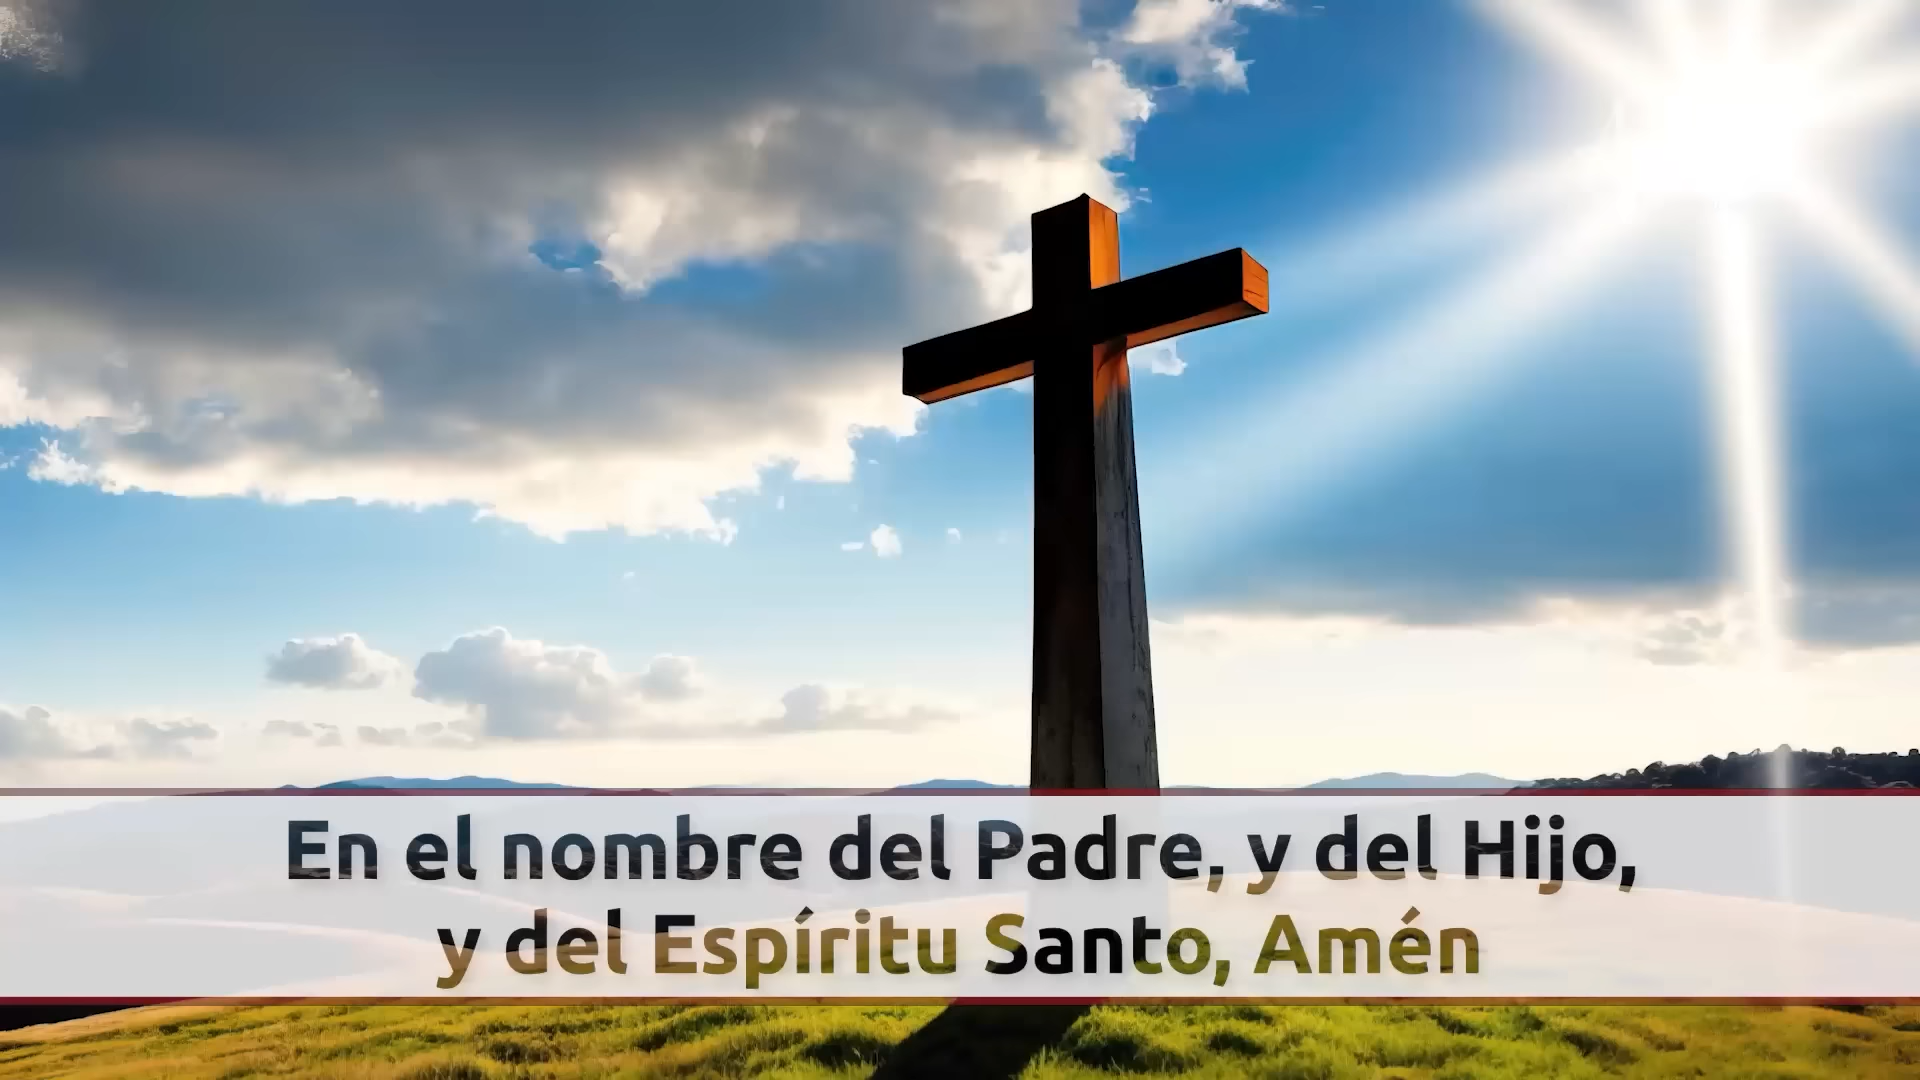 En el nombre del Padre, y del Hijo,
y del Espíritu Santo, Amén